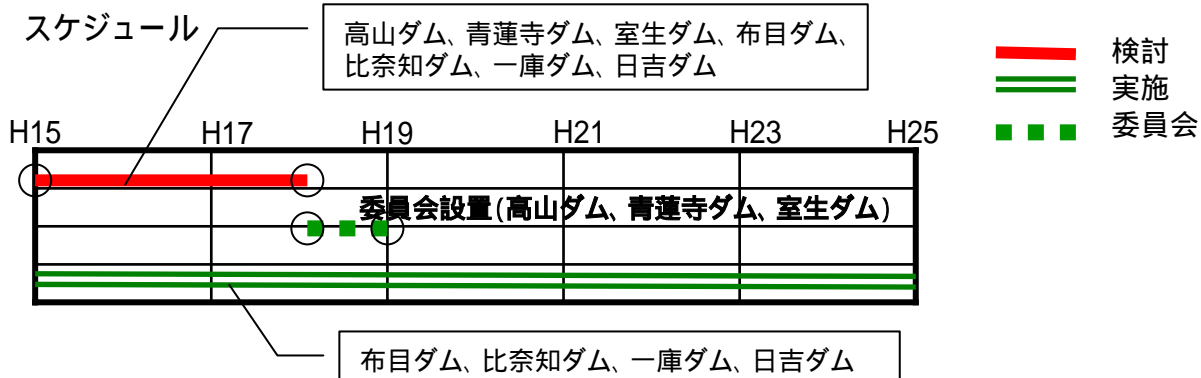 スケジュール
高山ダム、青蓮寺ダム、室生ダム、布目ダム、
比奈知ダム、一庫ダム、日吉ダム
検討
実施
委員会
H15 H17 H19 H21 H23 H25
委員会設置(高山ダム、青蓮寺ダム、室生ダム)
布目ダム、比奈知ダム、一庫ダム、日吉ダム